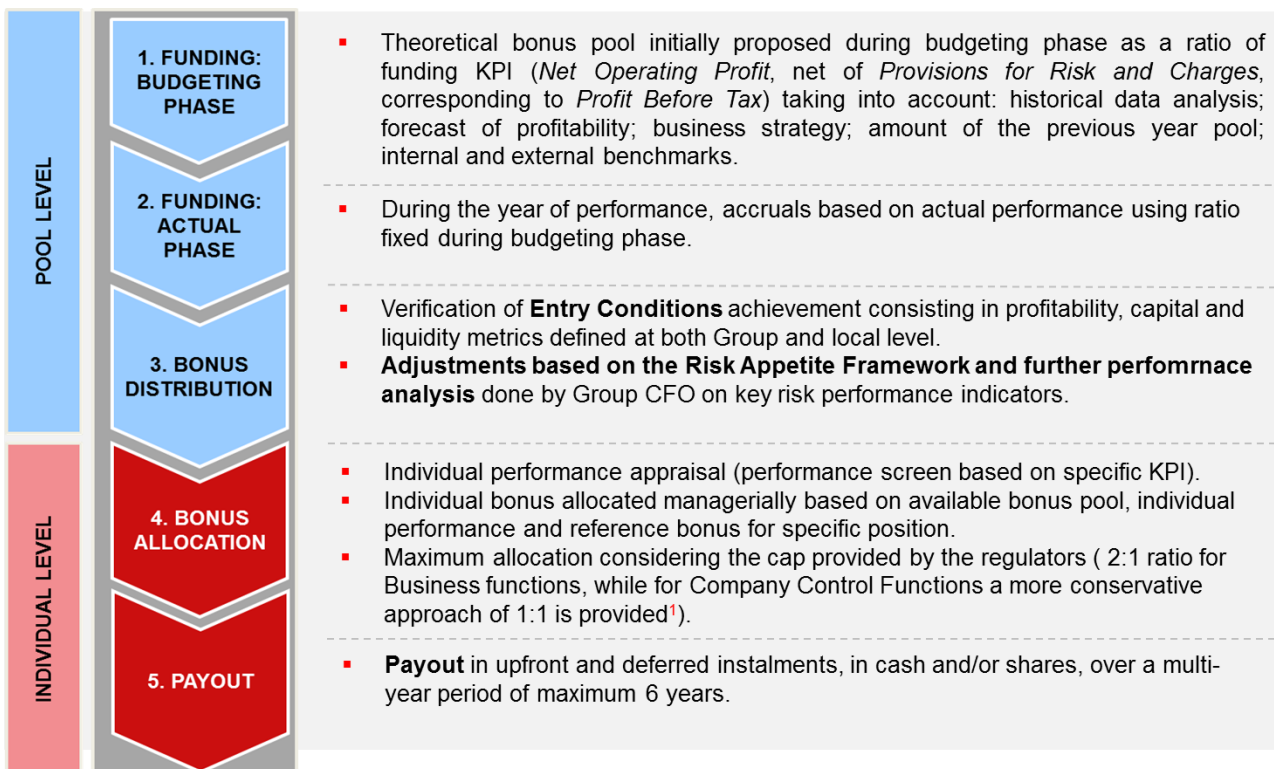 POOL LEVEL
1. FUNDING:
BUDGETING
PHASE
▪ Theoretical bonus pool initially proposed during budgeting phase as a ratio of
funding KPI (Net Operating Profit, net of Provisions for Risk and Charges,
corresponding to Profit Before Tax) taking into account: historical data analysis;
forecast of profitability; business strategy; amount of the previous year pool;
internal and external benchmarks.
2. FUNDING:
ACTUAL
PHASE
▪ During the year of performance, accruals based on actual performance using ratio
fixed during budgeting phase.
3. BONUS
DISTRIBUTION
▪ Verification of Entry Conditions achievement consisting in profitability, capital and
liquidity metrics defined at both Group and local level.
▪ Adjustments based on the Risk Appetite Framework and further perfomrnace
analysis done by Group CFO on key risk performance indicators.
INDIVIDUAL LEVEL
4. BONUS
ALLOCATION
▪ Individual performance appraisal (performance screen based on specific KPI).
▪ Individual bonus allocated managerially based on available bonus pool, individual
performance and reference bonus for specific position.
▪ Maximum allocation considering the cap provided by the regulators ( 2:1 ratio for
Business functions, while for Company Control Functions a more conservative
approach of 1:1 is provided¹).
5. PAYOUT
▪ Payout in upfront and deferred instalments, in cash and/or shares, over a multi-
year period of maximum 6 years.